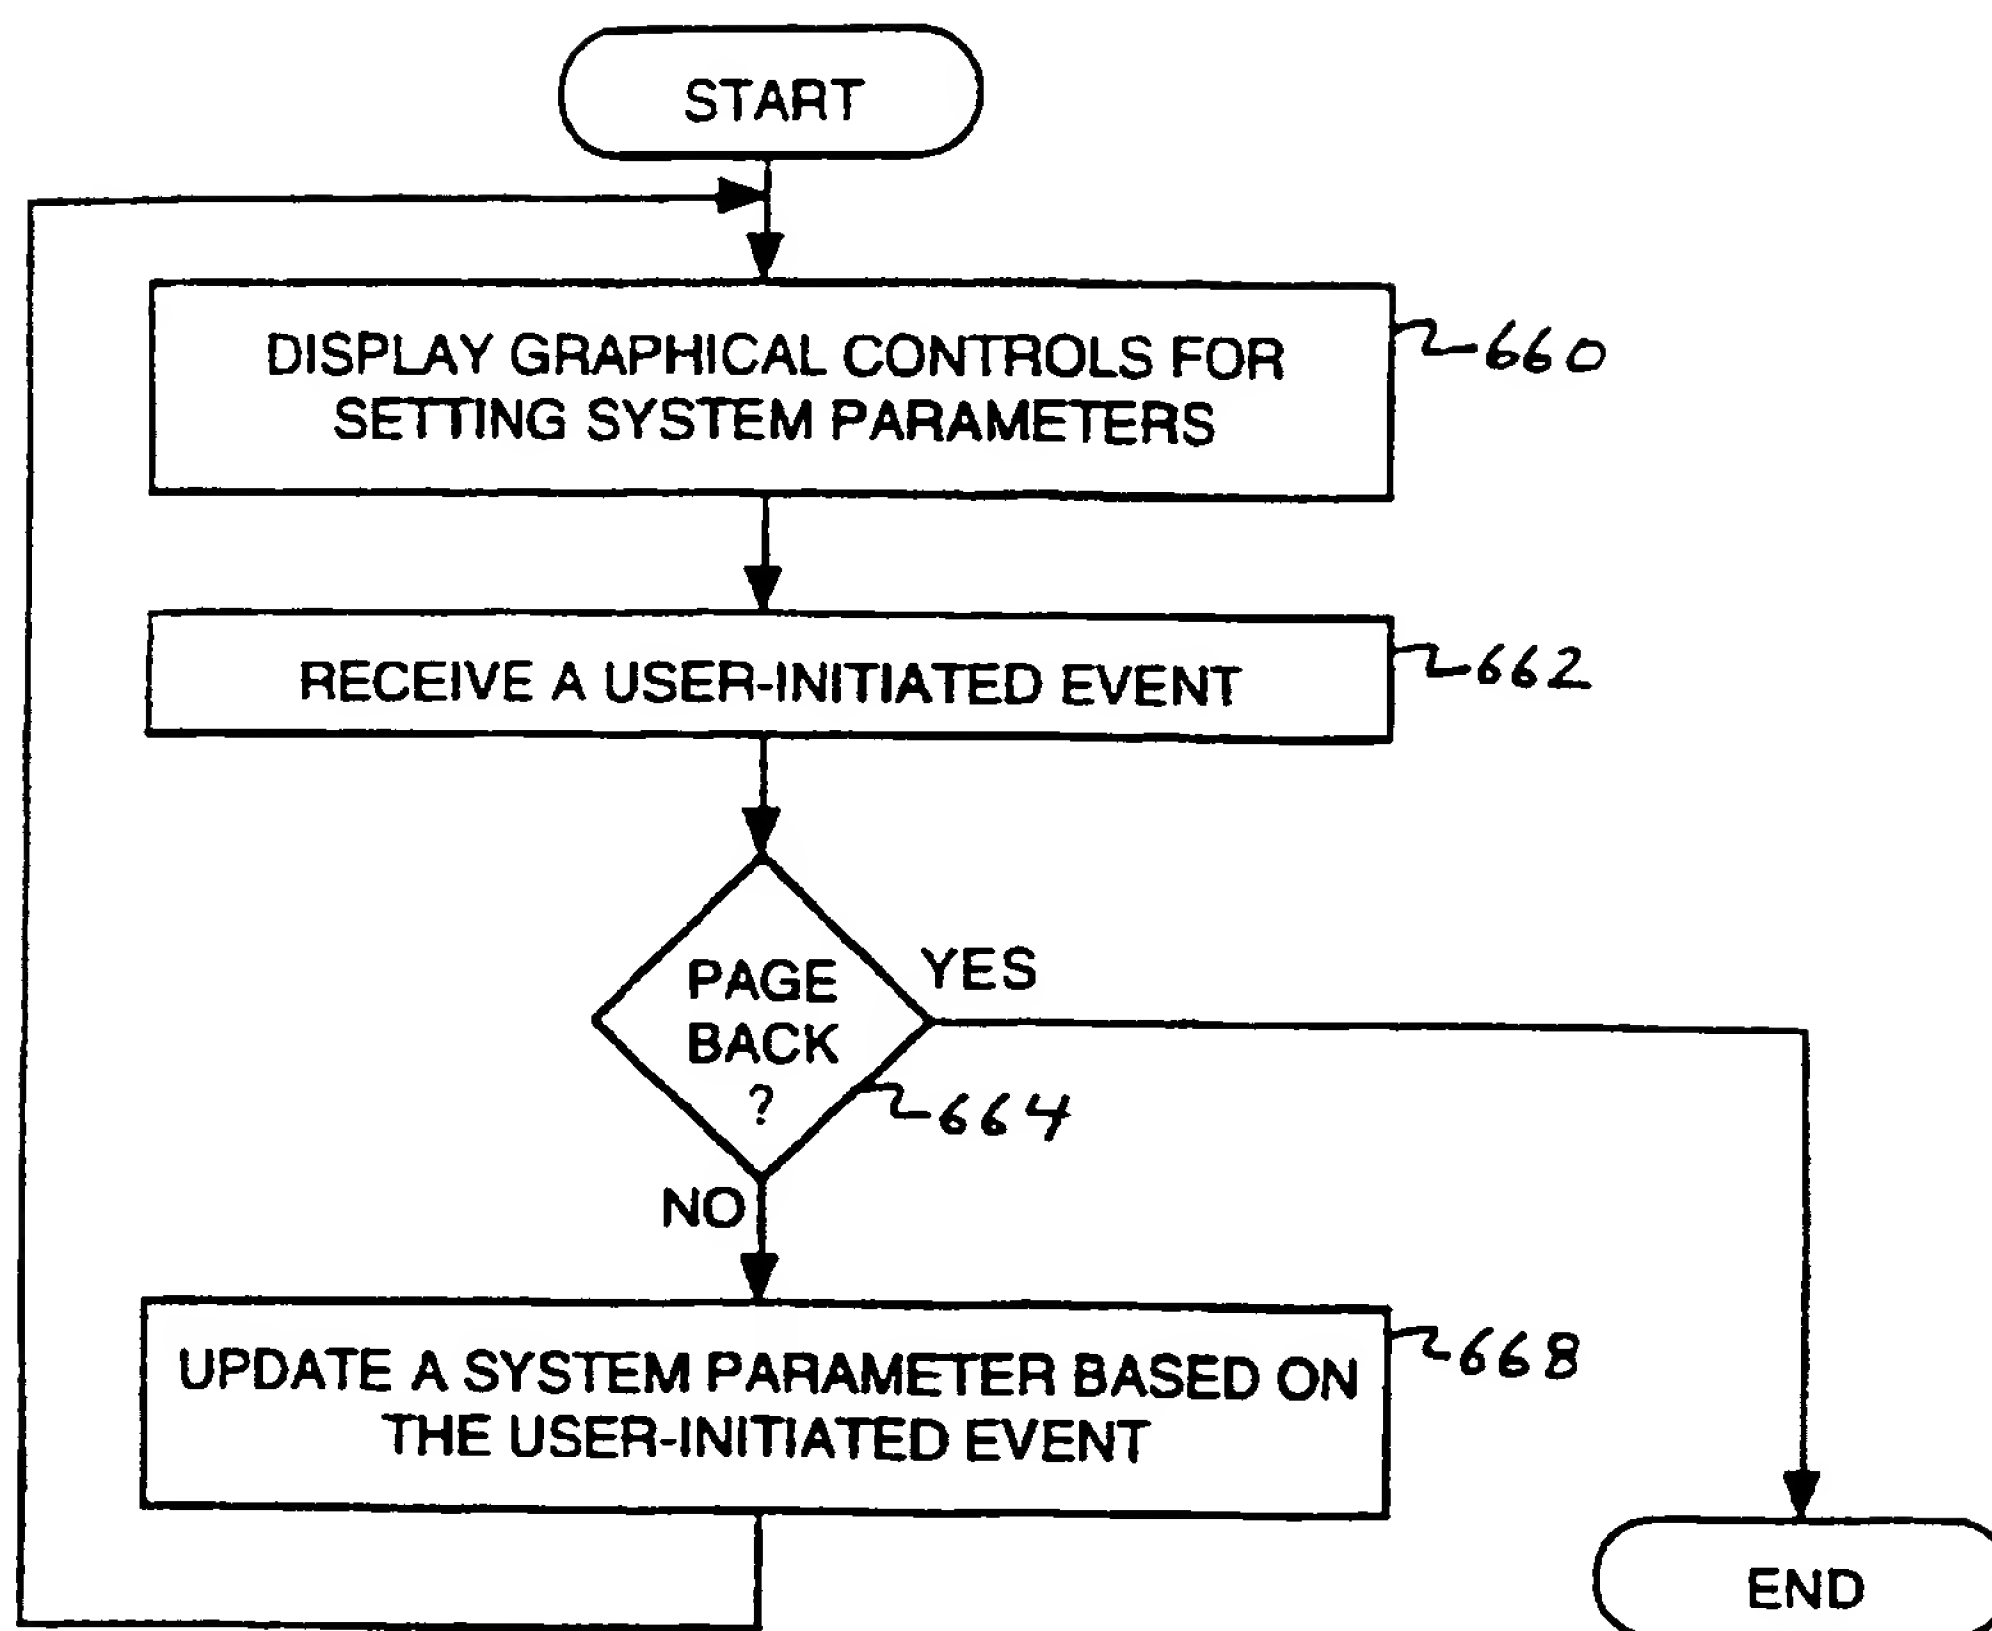 START
DISPLAY GRAPHICAL CONTROLS FOR
SETTING SYSTEM PARAMETERS
660
RECEIVE A USER-INITIATED EVENT
662
PAGE
BACK
?
YES
664
NO
UPDATE A SYSTEM PARAMETER BASED ON
THE USER-INITIATED EVENT
668
END